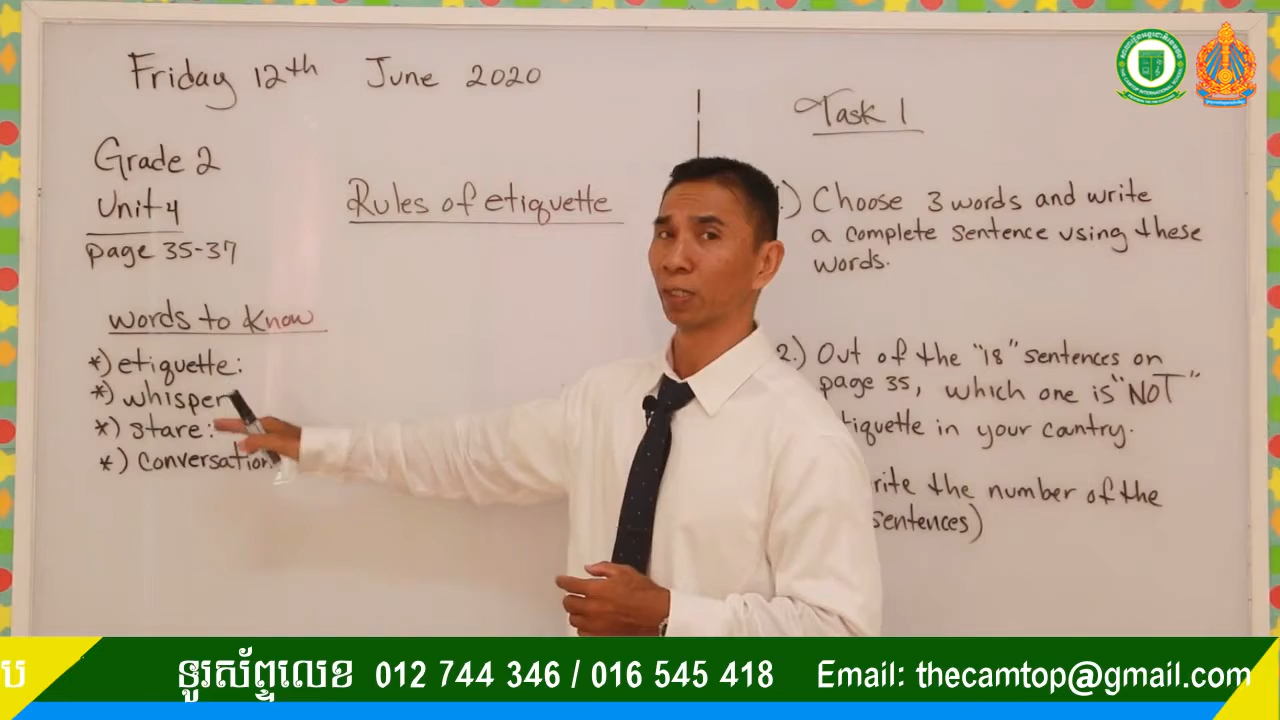 Friday 12th June 2020
Grade 2
Unit 4
page 35-37
Rules of etiquette
words to know
*) etiquette:
*) whisper
*) stare:
*) conversation
Task 1
1.) Choose 3 words and write
a complete sentence using these
words.
2.) Out of the "18" sentences on
page 35, which one is "NOT"
tiquette in your cantry.
rite the number of the
sentences)
ទូរស័ព្ទលេខ 012 744 346 / 016 545 418 Email: thecamtop@gmail.com